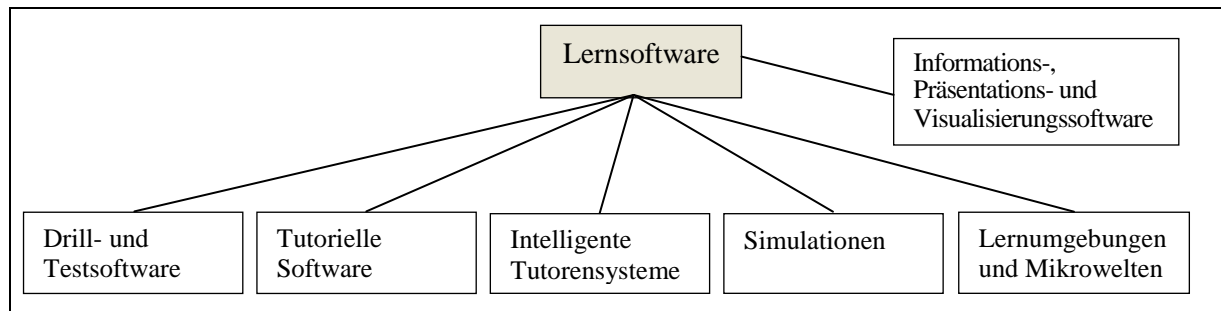 Lernsoftware
Informations-,
Präsentations- und
Visualisierungssoftware
Drill- und
Testsoftware
Tutorielle
Software
Intelligente
Tutorensysteme
Simulationen
Lernumgebungen
und Mikrowelten